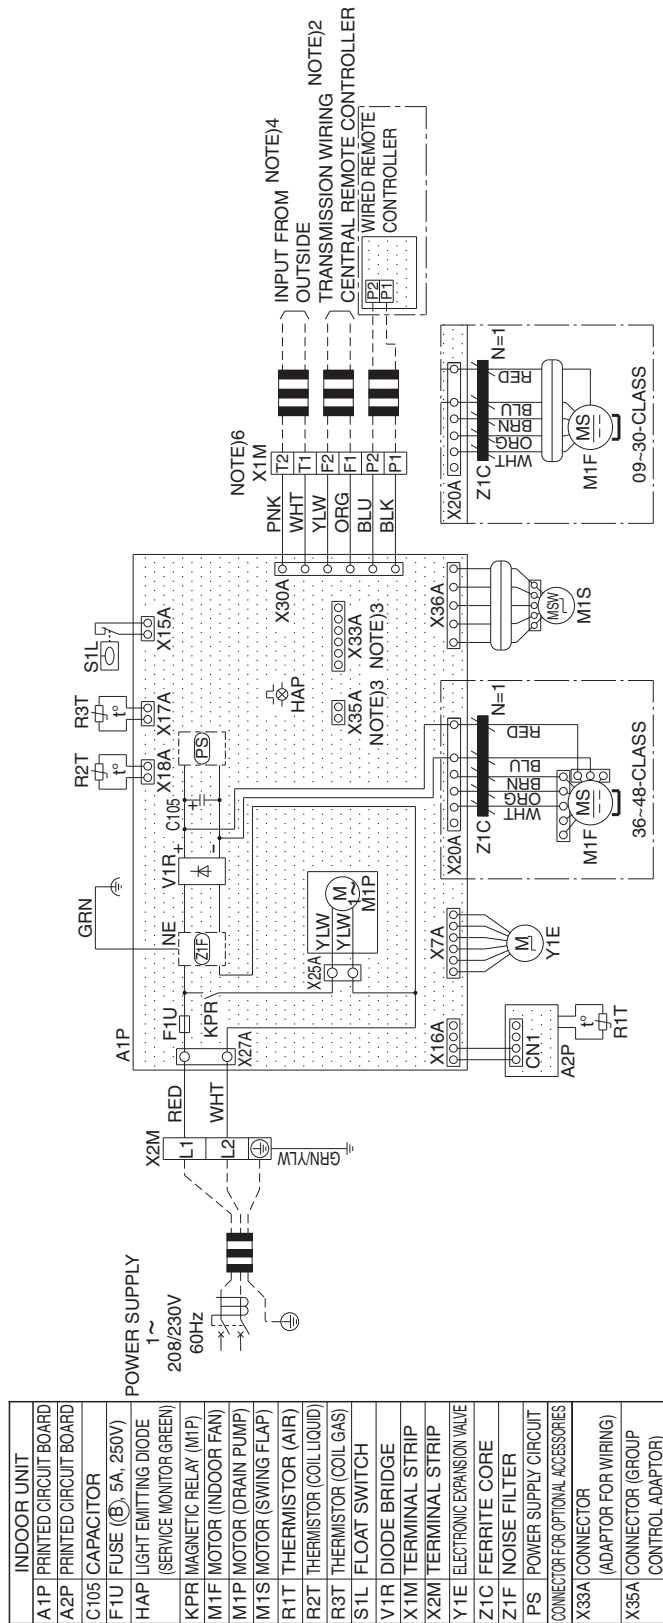 INDOOR UNIT
A1P PRINTED CIRCUIT BOARD
A2P PRINTED CIRCUIT BOARD
C105 CAPACITOR
F1U FUSE (Ⓑ, 5A, 250V)
HAP LIGHT EMITTING DIODE
(SERVICE MONITOR GREEN)
KPR MAGNETIC RELAY (M1P)
M1F MOTOR (INDOOR FAN)
M1P MOTOR (DRAIN PUMP)
M1S MOTOR (SWING FLAP)
R1T THERMISTOR (AIR)
R2T THERMISTOR (COIL LIQUID)
R3T THERMISTOR (COIL GAS)
S1L FLOAT SWITCH
V1R DIODE BRIDGE
X1M TERMINAL STRIP
X2M TERMINAL STRIP
Y1E ELECTRONIC EXPANSION VALVE
Z1C FERRITE CORE
Z1F NOISE FILTER
PS POWER SUPPLY CIRCUIT
CONNECTOR FOR OPTIONAL ACCESSORIES
X33A CONNECTOR
(ADAPTOR FOR WIRING)
X35A CONNECTOR (GROUP
CONTROL ADAPTOR)
POWER SUPPLY
1~
208/230V
60Hz
X2M
L1
L2
GRN/YLW
RED
WHT
A1P
X27A
F1U
KPR
GRN
NE
Z1F
V1R
+
-
C105
+
PS
X25A
YLW
YLW
M
1~
M1P
R2T
t°
X18A
R3T
t°
X17A
S1L
X15A
HAP
X35A
NOTE)3
X33A
NOTE)3
X30A
PNK
WHT
YLW
ORG
BLU
BLK
NOTE)6
X1M
T2
T1
F2
F1
P2
P1
INPUT FROM NOTE)4
OUTSIDE
TRANSMISSION WIRING NOTE)2
CENTRAL REMOTE CONTROLLER
WIRED REMOTE
CONTROLLER
P2
P1
X16A
CN1
A2P
t°
R1T
X7A
M
Y1E
X20A
Z1C
N=1
WHT
ORG
BRN
BLU
RED
MS
M1F
36~48-CLASS
X36A
MSW
M1S
X20A
Z1C
N=1
WHT
ORG
BRN
BLU
RED
MS
M1F
09~30-CLASS